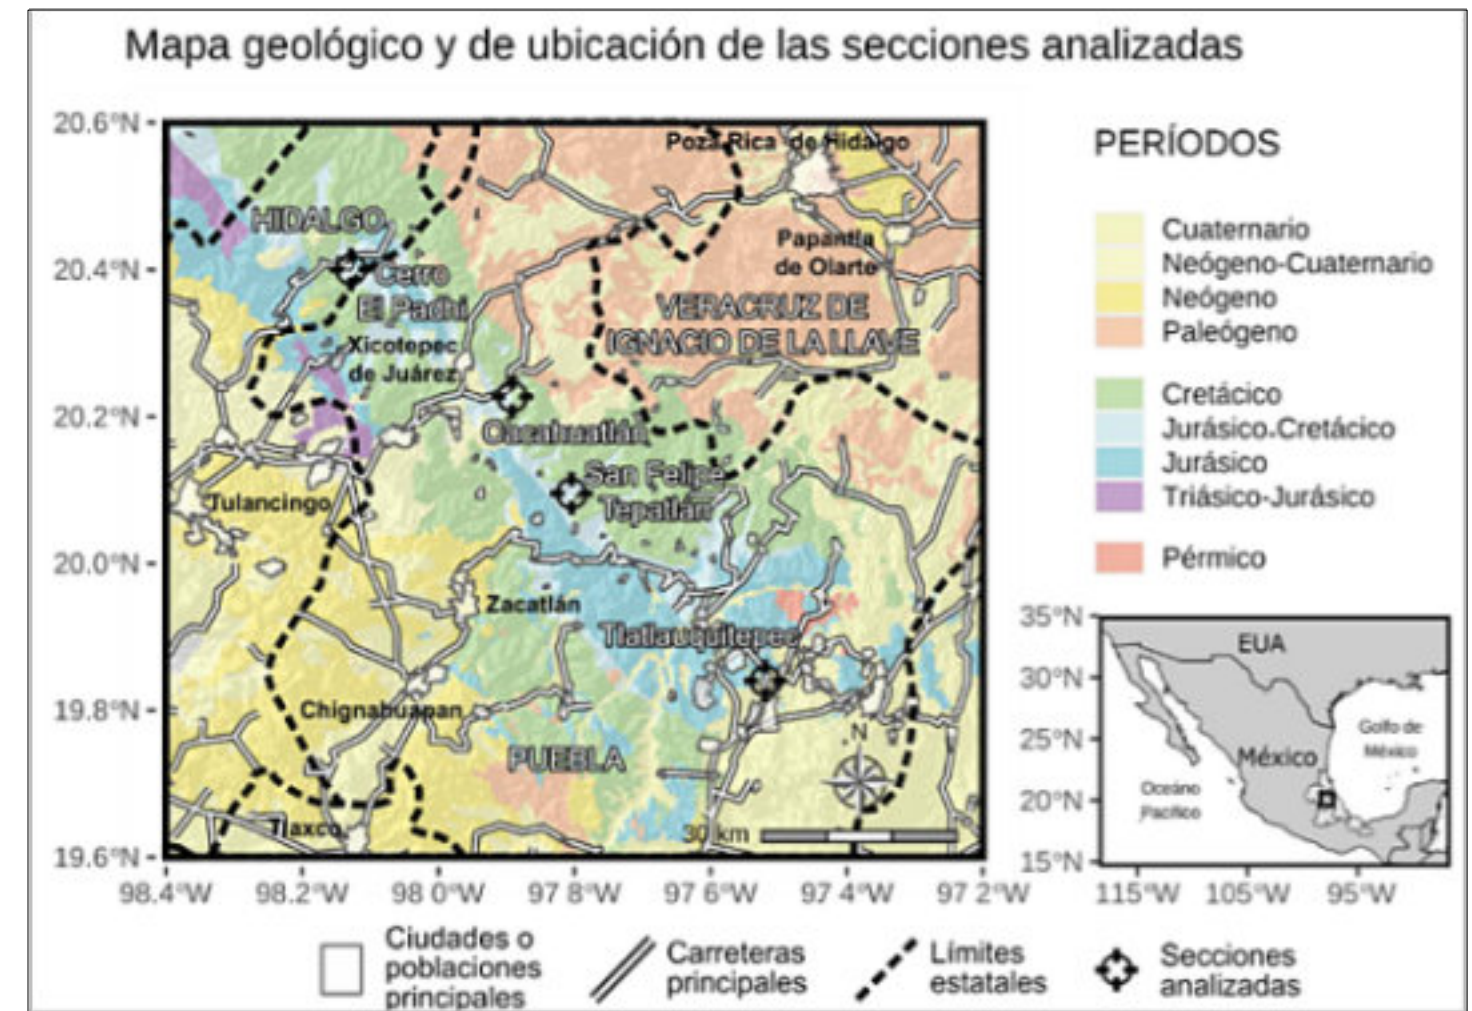 Mapa geológico y de ubicación de las secciones analizadas
20.6°N
20.4°N
20.2°N
20.0°N
19.8°N
19.6°N
98.4°W
98.2°W
98 0°W
97.8°W
97 6°W
97 4°W
97 2°W
Poza Rica de Hidalgo
HIDALGO
Papantla
de Olarte
Cerro
El Pachi
VERACRUZ DE
IGNACIO DE LA LLAVE
Xicotepec
de Juárez
Cacahuatlán
San Felipe
Tepatlán
Tulancingo
Zacatlán
Tlatlauquitepec
Chignahuapan
N
PUEBLA
Tlaxco
30 km
PERÍODOS
Cuaternario
Neógeno-Cuaternario
Neógeno
Paleógeno
Cretácico
Jurásico-Cretácico
Jurásico
Triásico-Jurásico
Pérmico
35°N
30°N
25°N
20°N
15°N
EUA
Golfo de
México
México
Oceáno
Pacífico
115°W
105°W
95°W
Ciudades o
poblaciones
principales
Carreteras
principales
Límites
estatales
Secciones
analizadas